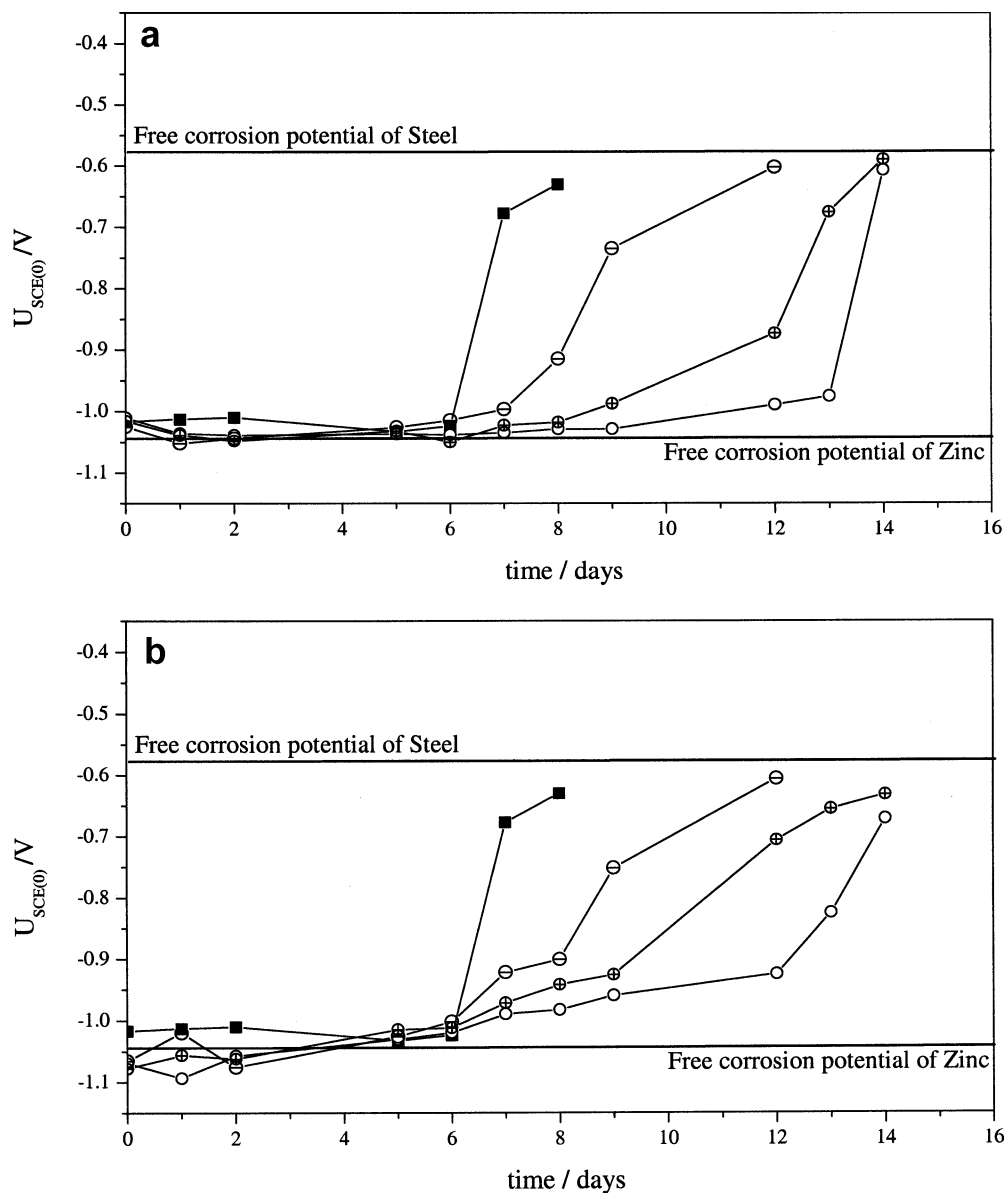 a
-0.4
-0.5
Free corrosion potential of Steel
-0.6
-0.7
U_SCE(0) /V
-0.8
-0.9
-1.0
Free corrosion potential of Zinc
-1.1
0 2 4 6 8 10 12 14 16
time / days
b
-0.4
-0.5
Free corrosion potential of Steel
-0.6
-0.7
U_SCE(0) /V
-0.8
-0.9
-1.0
Free corrosion potential of Zinc
-1.1
0 2 4 6 8 10 12 14 16
time / days